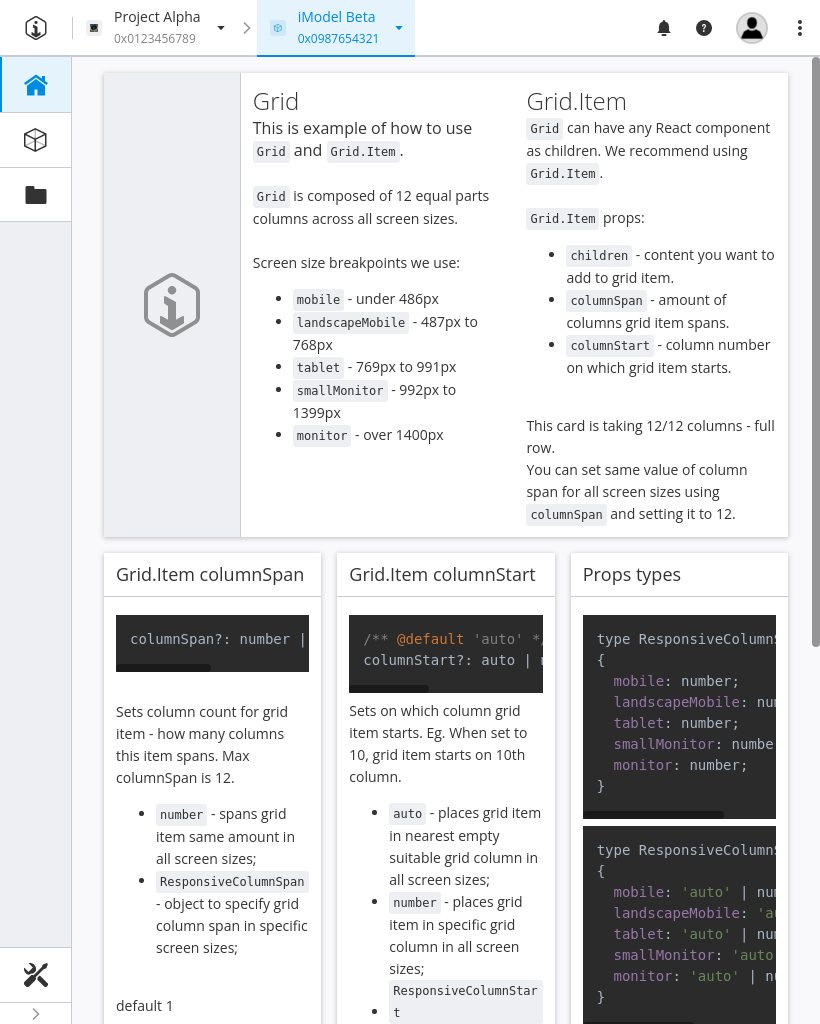 Project Alpha
0x0123456789
iModel Beta
0x0987654321
Grid
This is example of how to use
Grid and Grid.Item.
Grid is composed of 12 equal parts
columns across all screen sizes.
Screen size breakpoints we use:
mobile - under 486px
landscapeMobile - 487px to
768px
tablet - 769px to 991px
smallMonitor - 992px to
1399px
monitor - over 1400px
Grid.Item
Grid can have any React component
as children. We recommend using
Grid.Item.
Grid.Item props:
children - content you want to
add to grid item.
columnSpan - amount of
columns grid item spans.
columnStart - column number
on which grid item starts.
This card is taking 12/12 columns - full
row.
You can set same value of column
span for all screen sizes using
columnSpan and setting it to 12.
Grid.Item columnSpan
columnSpan?: number |
Sets column count for grid
item - how many columns
this item spans. Max
columnSpan is 12.
number - spans grid
item same amount in
all screen sizes;
ResponsiveColumnSpan
- object to specify grid
column span in specific
screen sizes;
default 1
Grid.Item columnStart
/** @default 'auto' *
columnStart?: auto |
Sets on which column grid
item starts. Eg. When set to
10, grid item starts on 10th
column.
auto - places grid item
in nearest empty
suitable grid column in
all screen sizes;
number - places grid
item in specific grid
column in all screen
sizes;
ResponsiveColumnStar
t
Props types
type ResponsiveColumn
{
mobile: number;
landscapeMobile: num
tablet: number;
smallMonitor: numbe
monitor: number;
}
type ResponsiveColumn
{
mobile: 'auto' | num
landscapeMobile: 'au
tablet: 'auto' | num
smallMonitor: 'auto
monitor: 'auto' | nu
}